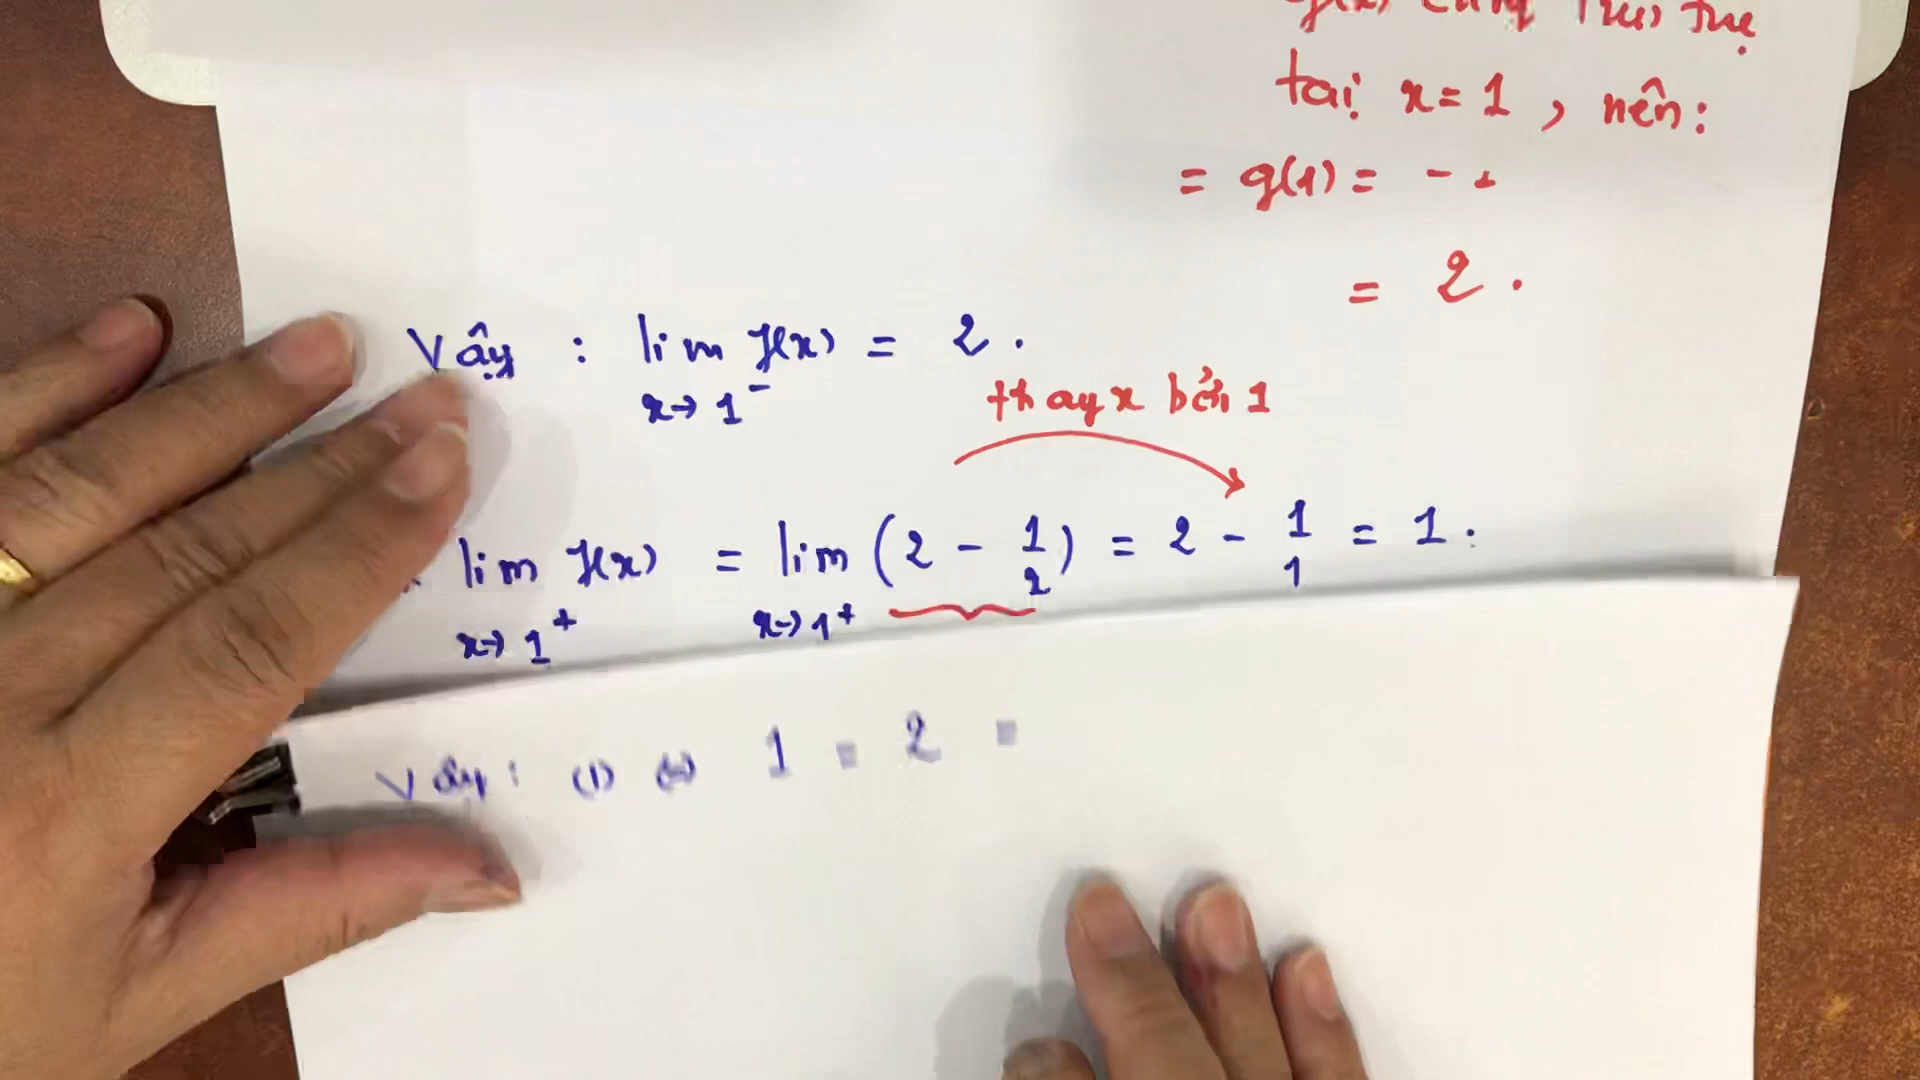 tại x = 1 , nên:
= g(1) = - -
= 2 .
Vậy : lim f(x) = 2 .
x→1⁻
thay x bởi 1
lim f(x) = lim (2 - 1/x) = 2 - 1/1 = 1 .
x→1⁺ x→1⁺
Vậy : (1) ⇔ 1 = 2 =